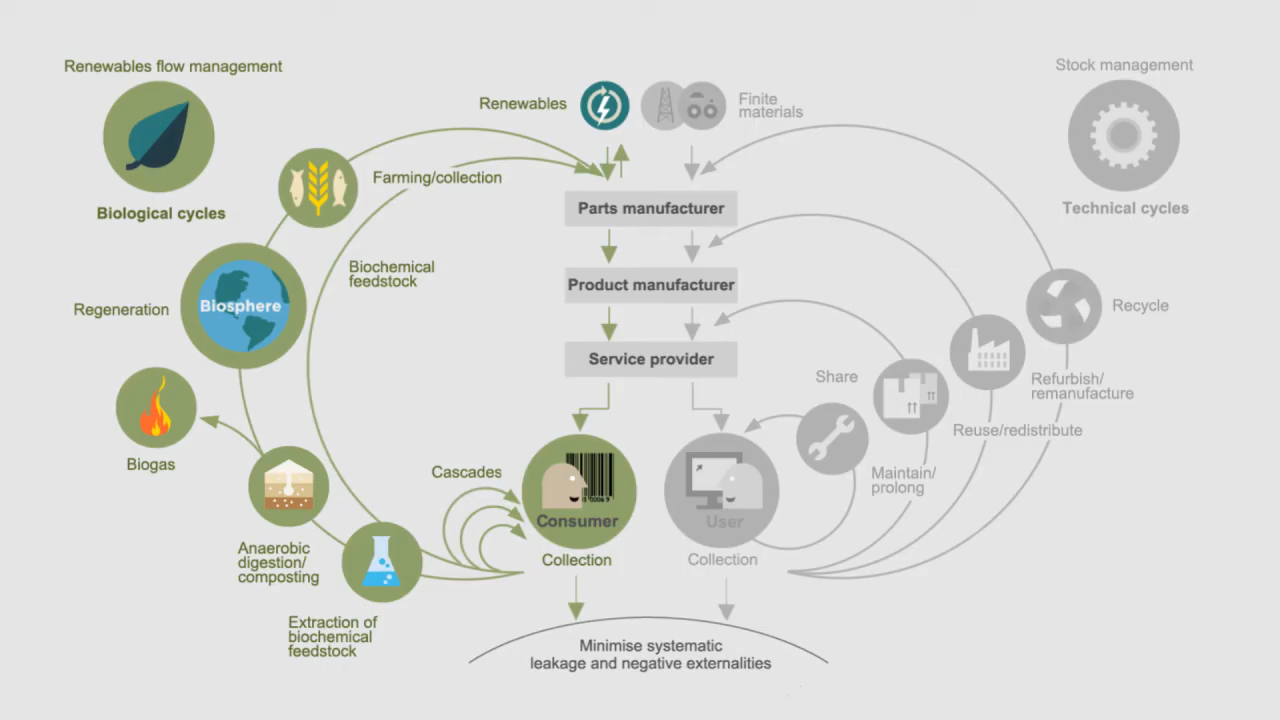 Renewables flow management
Biological cycles
Stock management
Technical cycles
Renewables
Finite
materials
Farming/collection
Parts manufacturer
Biochemical
feedstock
Product manufacturer
Regeneration
Biosphere
Recycle
Service provider
Share
Refurbish/
remanufacture
Reuse/redistribute
Biogas
Cascades
Maintain/
prolong
Consumer
User
Anaerobic
digestion/
composting
Collection
Collection
Extraction of
biochemical
feedstock
Minimise systematic
leakage and negative externalities